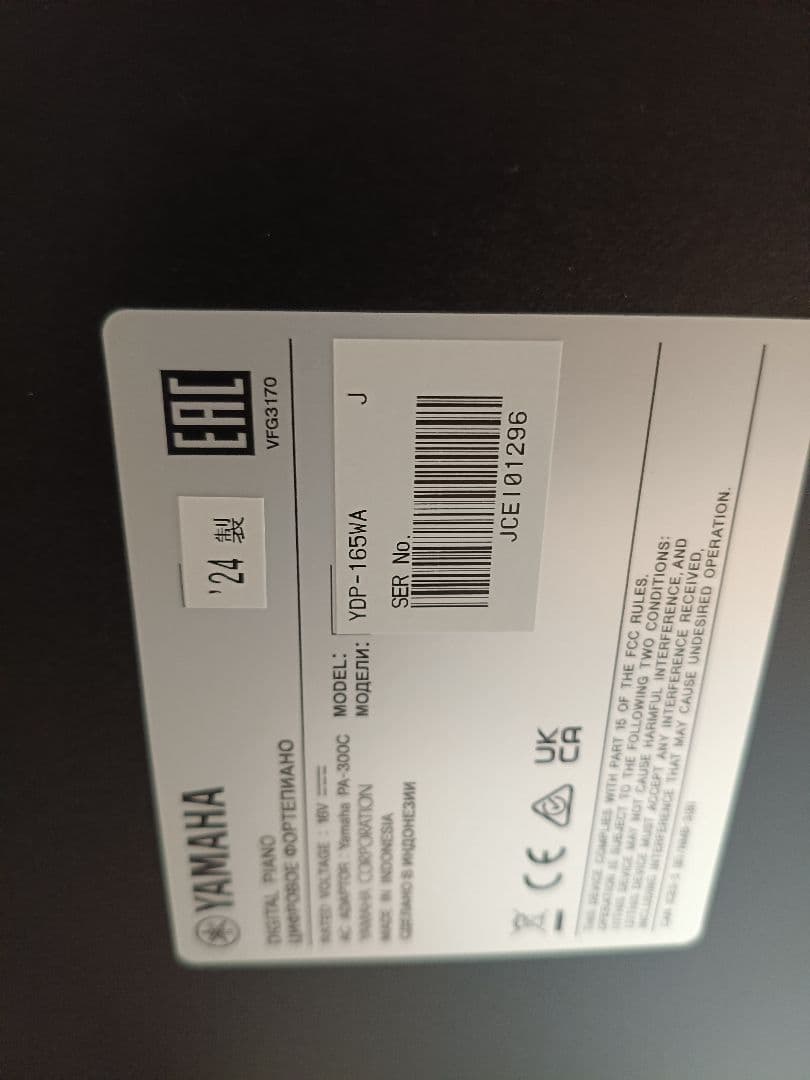 YAMAHA
'24 製
EAC
DIGITAL PIANO
VFG3170
ЦИФРОВОЕ ФОРТЕПИАНО
RATED VOLTAGE : 16V
AC ADAPTOR : Yamaha PA-300C
YAMAHA CORPORATION
MADE IN INDONESIA
СДЕЛАНО В ИНДОНЕЗИИ
MODEL:
МОДЕЛИ:
YDP-165WA J
SER No.
JCEI01296
CE
UK
CA
THIS DEVICE COMPLIES WITH PART 15 OF THE FCC RULES.
OPERATION IS SUBJECT TO THE FOLLOWING TWO CONDITIONS:
(1)THIS DEVICE MAY NOT CAUSE HARMFUL INTERFERENCE, AND
(2)THIS DEVICE MUST ACCEPT ANY INTERFERENCE RECEIVED,
INCLUDING INTERFERENCE THAT MAY CAUSE UNDESIRED OPERATION.